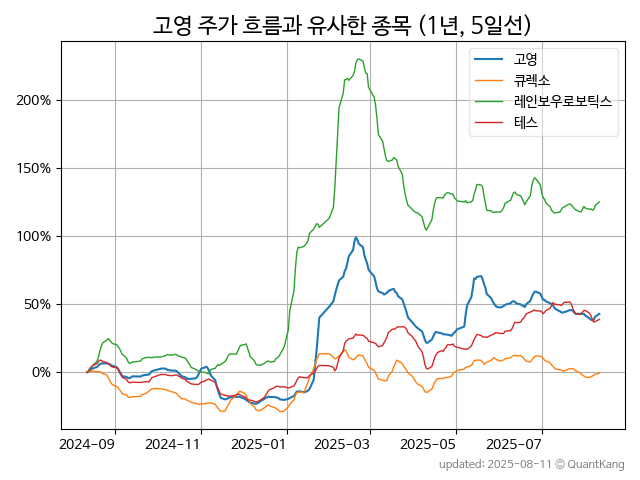 고영 주가 흐름과 유사한 종목 (1년, 5일선)
고영
큐렉소
레인보우로보틱스
테스
200%
150%
100%
50%
0%
2024-09
2024-11
2025-01
2025-03
2025-05
2025-07
updated: 2025-08-11 © QuantKang